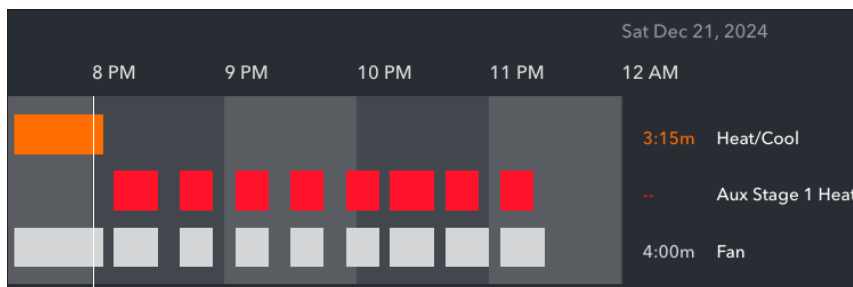 Sat Dec 21, 2024
8 PM 9 PM 10 PM 11 PM 12 AM
3:15m Heat/Cool
-- Aux Stage 1 Heat
4:00m Fan